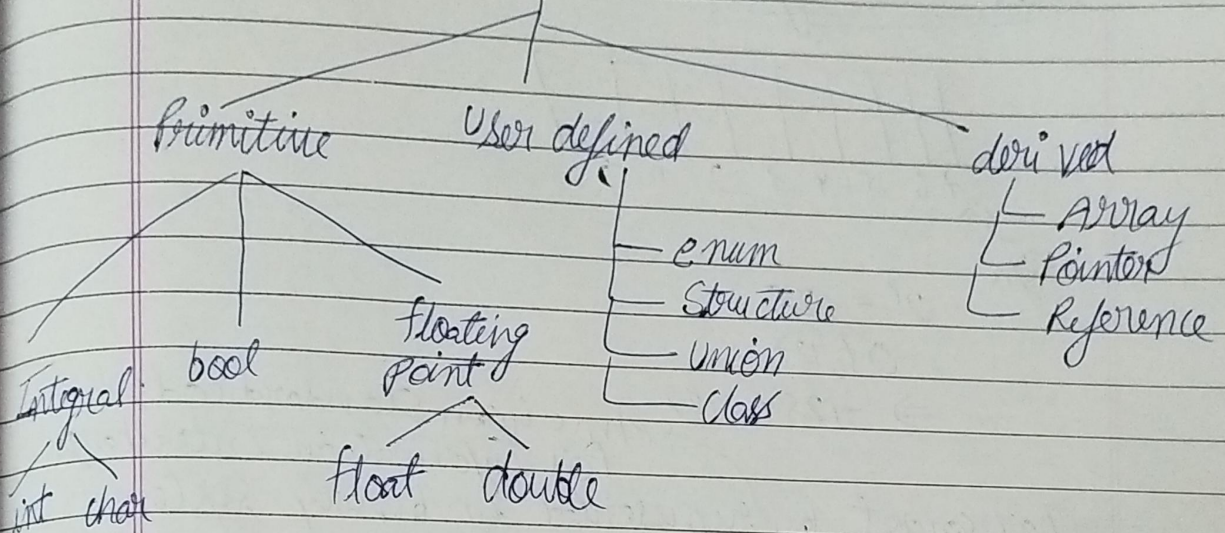 Primitive User defined derived
Array
enum Pointer
Structure Reference
floating
bool point union
Integral Class
float double
int char